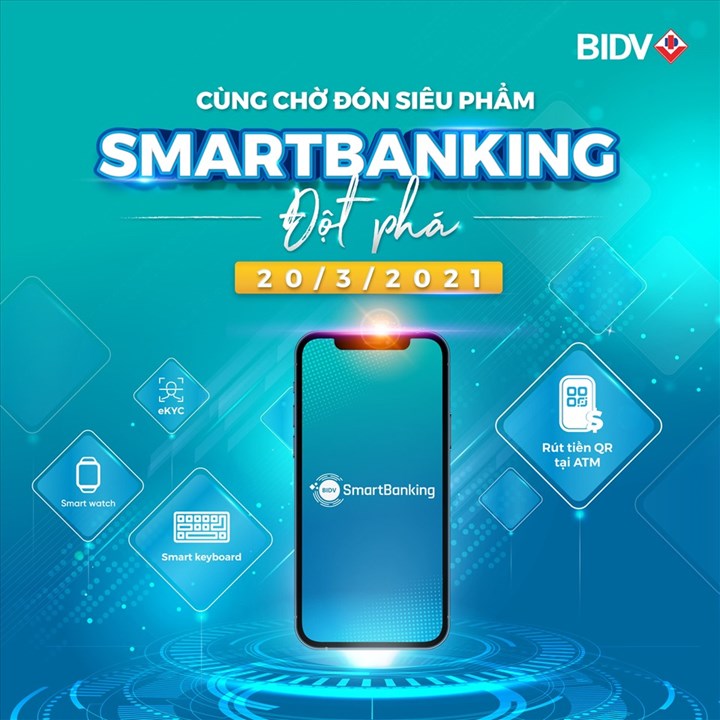 BIDV
CÙNG CHỜ ĐÓN SIÊU PHẨM
SMARTBANKING
Đột phá
20/3/2021
eKYC
Smart watch
Smart keyboard
BIDV SmartBanking
Rút tiền QR
tại ATM